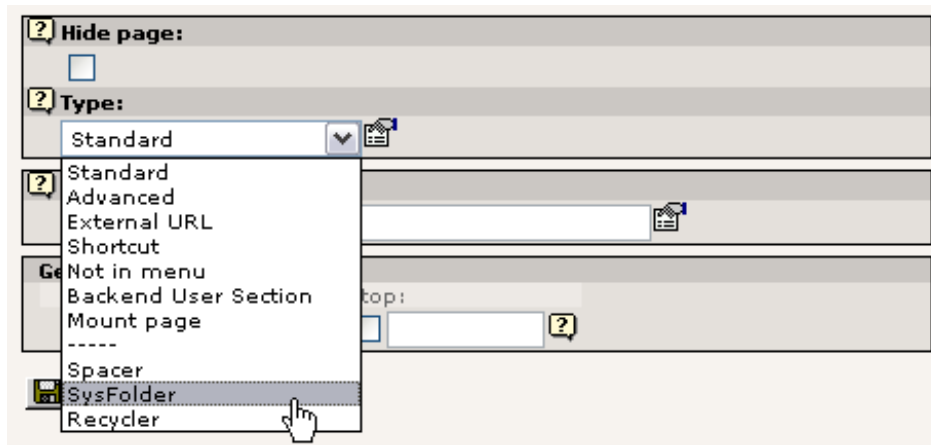 ? Hide page:
? Type:
Standard
Standard
?
Advanced
External URL
Shortcut
Ge Not in menu
Backend User Section top:
Mount page
?
-----
Spacer
SysFolder
Recycler